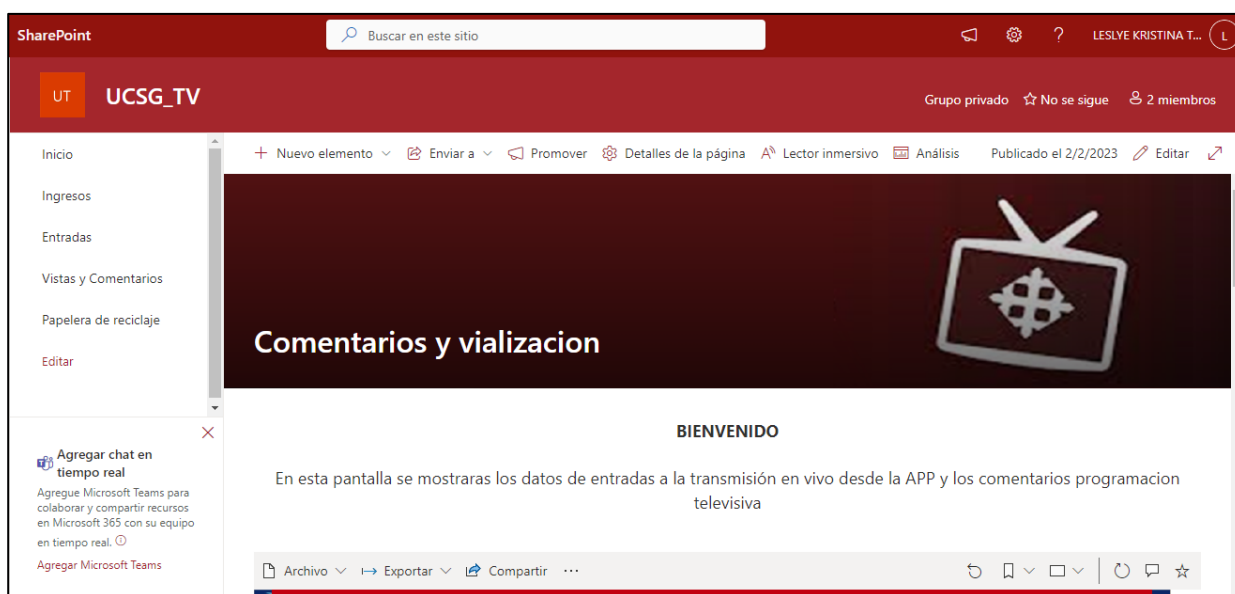 SharePoint
Buscar en este sitio
LESLYE KRISTINA T...
L
UT
UCSG_TV
Grupo privado
No se sigue
2 miembros
Inicio
Ingresos
Entradas
Vistas y Comentarios
Papelera de reciclaje
Editar
Nuevo elemento
Enviar a
Promover
Detalles de la página
Lector inmersivo
Análisis
Publicado el 2/2/2023
Editar
Comentarios y vializacion
BIENVENIDO
En esta pantalla se mostraras los datos de entradas a la transmisión en vivo desde la APP y los comentarios programacion
televisiva
Agregar chat en
tiempo real
Agregue Microsoft Teams para
colaborar y compartir recursos
en Microsoft 365 con su equipo
en tiempo real.
Agregar Microsoft Teams
Archivo
Exportar
Compartir